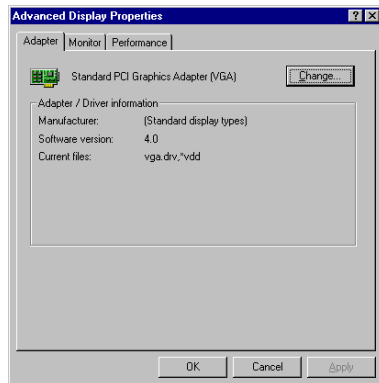 Advanced Display Properties
Adapter Monitor Performance
Standard PCI Graphics Adapter (VGA) Change...
Adapter / Driver information
Manufacturer: (Standard display types)
Software version: 4.0
Current files: vga.drv,*vdd
OK Cancel Apply